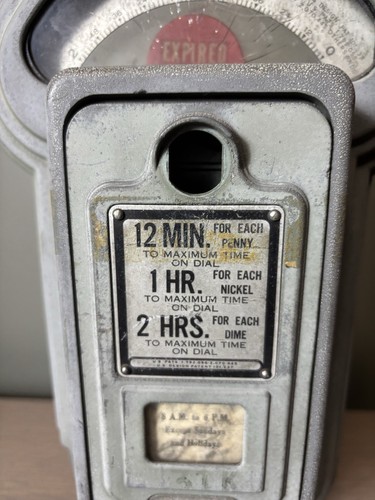 EXPIRED
12 MIN. FOR EACH PENNY
TO MAXIMUM TIME
ON DIAL
1 HR. FOR EACH NICKEL
TO MAXIMUM TIME
ON DIAL
2 HRS. FOR EACH DIME
TO MAXIMUM TIME
ON DIAL
A.M. to 6 P.M.
Except Sundays
and Holidays